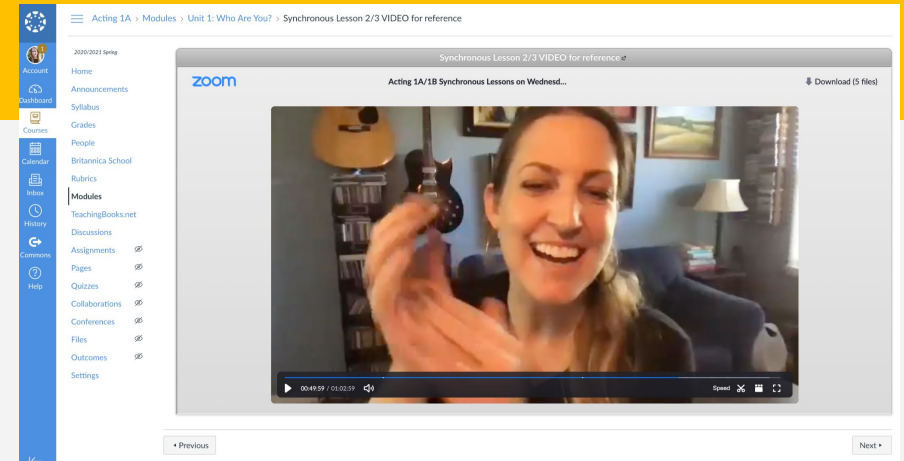 Acting 1A > Modules > Unit 1: Who Are You? > Synchronous Lesson 2/3 VIDEO for reference
1
Account
Dashboard
Courses
Calendar
Inbox
History
Commons
Help
2020/2021 Spring
Home
Announcements
Syllabus
Grades
People
Britannica School
Rubrics
Modules
TeachingBooks.net
Discussions
Assignments
Pages
Quizzes
Collaborations
Conferences
Files
Outcomes
Settings
Synchronous Lesson 2/3 VIDEO for reference
zoom
Acting 1A/1B Synchronous Lessons on Wednesd...
Download (5 files)
00:49:59 / 01:02:59
Speed
Previous
Next